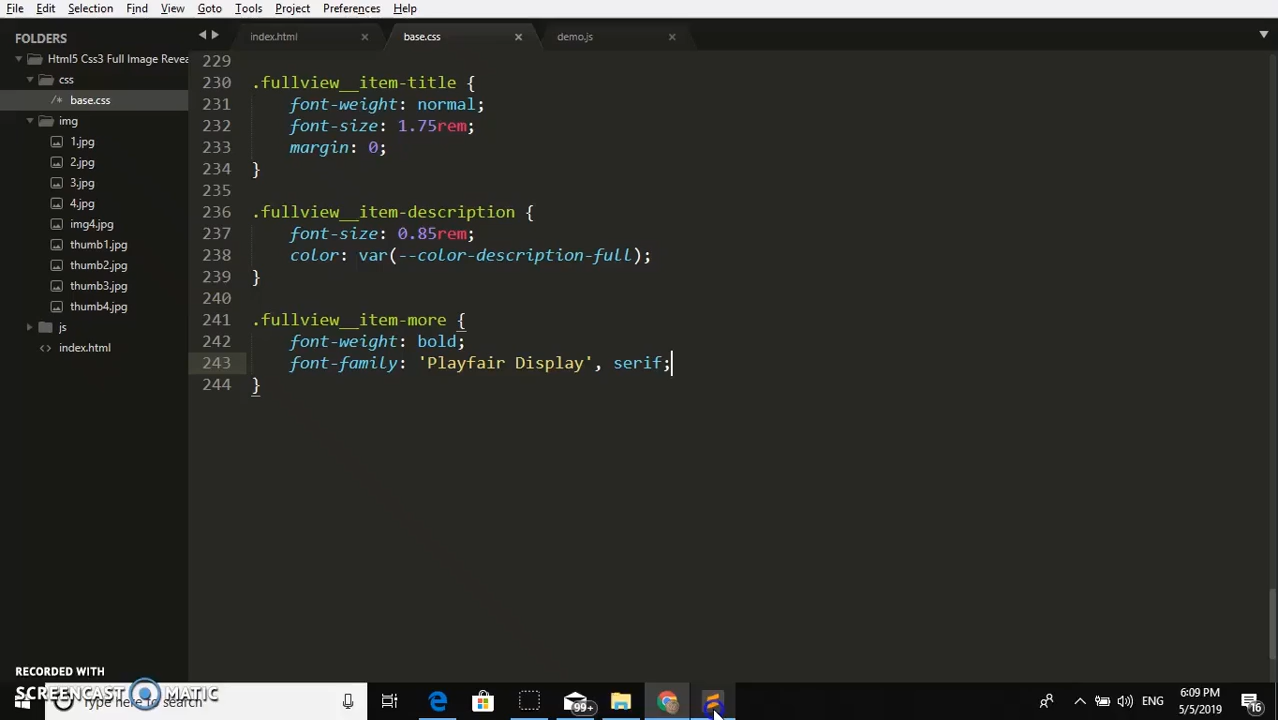 File Edit Selection Find View Goto Tools Project Preferences Help
FOLDERS
Html5 Css3 Full Image Revea
css
/* base.css
img
1.jpg
2.jpg
3.jpg
4.jpg
img4.jpg
thumb1.jpg
thumb2.jpg
thumb3.jpg
thumb4.jpg
js
<> index.html
index.html × base.css × demo.js ×
229
230 .fullview__item-title {
231 font-weight: normal;
232 font-size: 1.75rem;
233 margin: 0;
234 }
235
236 .fullview__item-description {
237 font-size: 0.85rem;
238 color: var(--color-description-full);
239 }
240
241 .fullview__item-more {
242 font-weight: bold;
243 font-family: 'Playfair Display', serif;
244 }
RECORDED WITH
SCREENCAST MATIC
Type here to search
99+
ENG
6:09 PM
5/5/2019
16